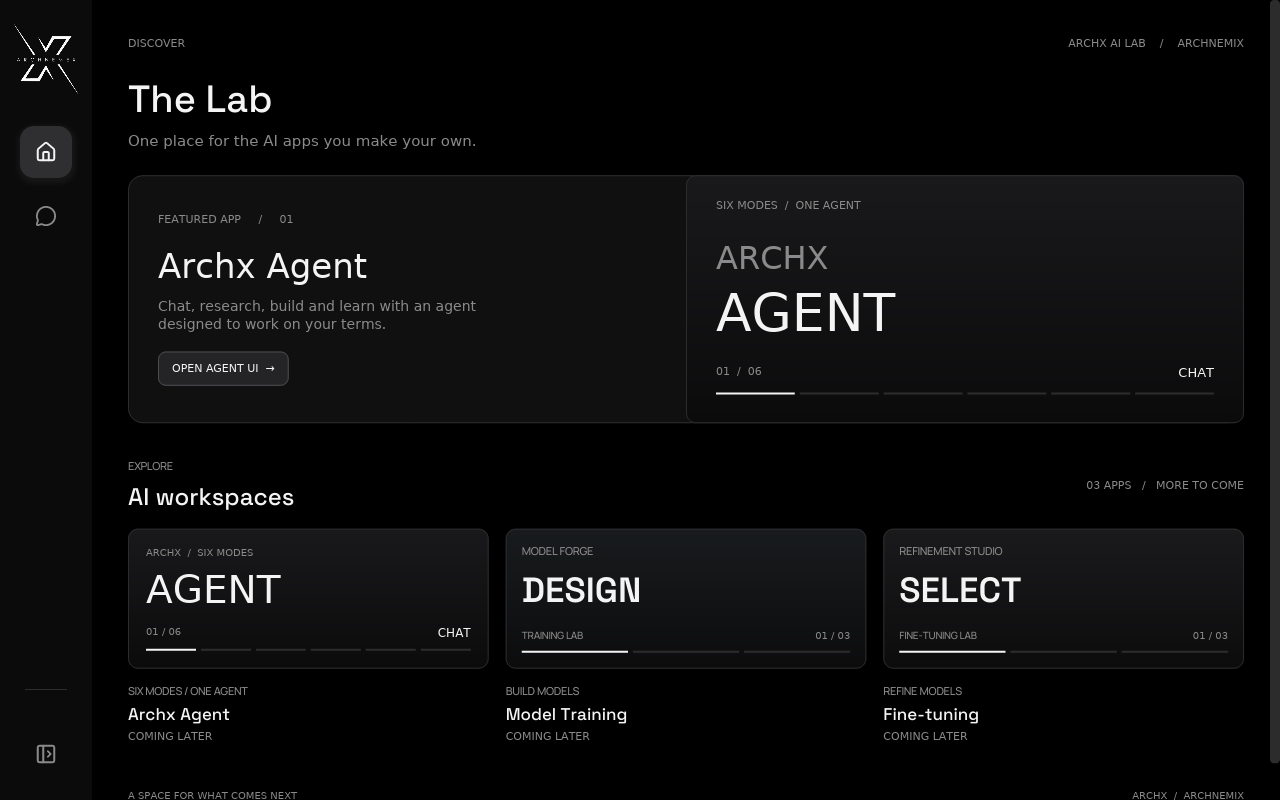 ARCHNEMIX
DISCOVER
ARCHX AI LAB / ARCHNEMIX
The Lab
One place for the AI apps you make your own.
FEATURED APP / 01
Archx Agent
Chat, research, build and learn with an agent
designed to work on your terms.
OPEN AGENT UI →
SIX MODES / ONE AGENT
ARCHX
AGENT
01 / 06
CHAT
EXPLORE
AI workspaces
03 APPS / MORE TO COME
ARCHX / SIX MODES
AGENT
01 / 06
CHAT
MODEL FORGE
DESIGN
TRAINING LAB
01 / 03
REFINEMENT STUDIO
SELECT
FINE-TUNING LAB
01 / 03
SIX MODES / ONE AGENT
Archx Agent
COMING LATER
BUILD MODELS
Model Training
COMING LATER
REFINE MODELS
Fine-tuning
COMING LATER
A SPACE FOR WHAT COMES NEXT
ARCHX / ARCHNEMIX